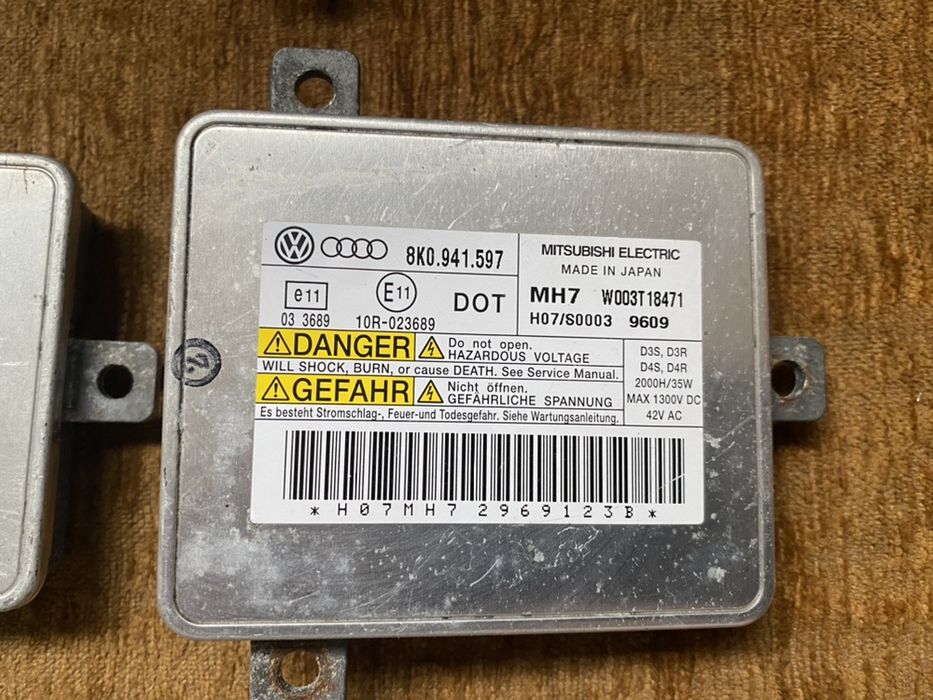 8K0.941.597
MITSUBISHI ELECTRIC
MADE IN JAPAN
MH7 W003T18471
H07/S0003 9609
e11
E11
DOT
03 3689
10R-023689
DANGER
Do not open.
HAZARDOUS VOLTAGE
WILL SHOCK, BURN, or cause DEATH. See Service Manual.
GEFAHR
Nicht öffnen.
GEFÄHRLICHE SPANNUNG
Es besteht Stromschlag-, Feuer-und Todesgefahr. Siehe Wartungsanleitung.
D3S, D3R
D4S, D4R
2000H/35W
MAX 1300V DC
42V AC
*H07MH72969123B*